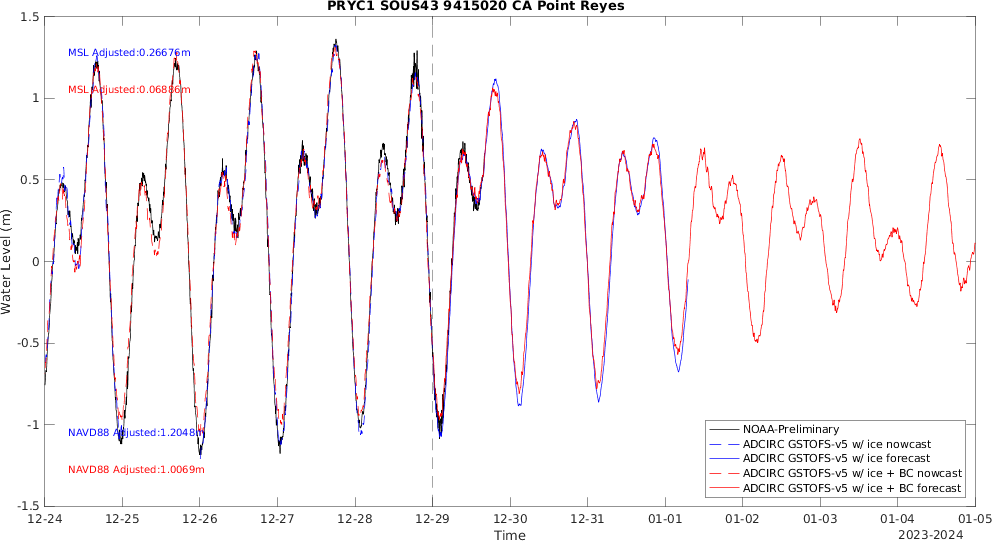 PRYC1 SOUS43 9415020 CA Point Reyes
1.5
1
0.5
0
-0.5
-1
-1.5
Water Level (m)
MSL Adjusted:0.26676m
MSL Adjusted:0.06886m
NAVD88 Adjusted:1.2048m
NAVD88 Adjusted:1.0069m
NOAA-Preliminary
ADCIRC GSTOFS-v5 w/ ice nowcast
ADCIRC GSTOFS-v5 w/ ice forecast
ADCIRC GSTOFS-v5 w/ ice + BC nowcast
ADCIRC GSTOFS-v5 w/ ice + BC forecast
12-24 12-25 12-26 12-27 12-28 12-29 12-30 12-31 01-01 01-02 01-03 01-04 01-05
Time
2023-2024